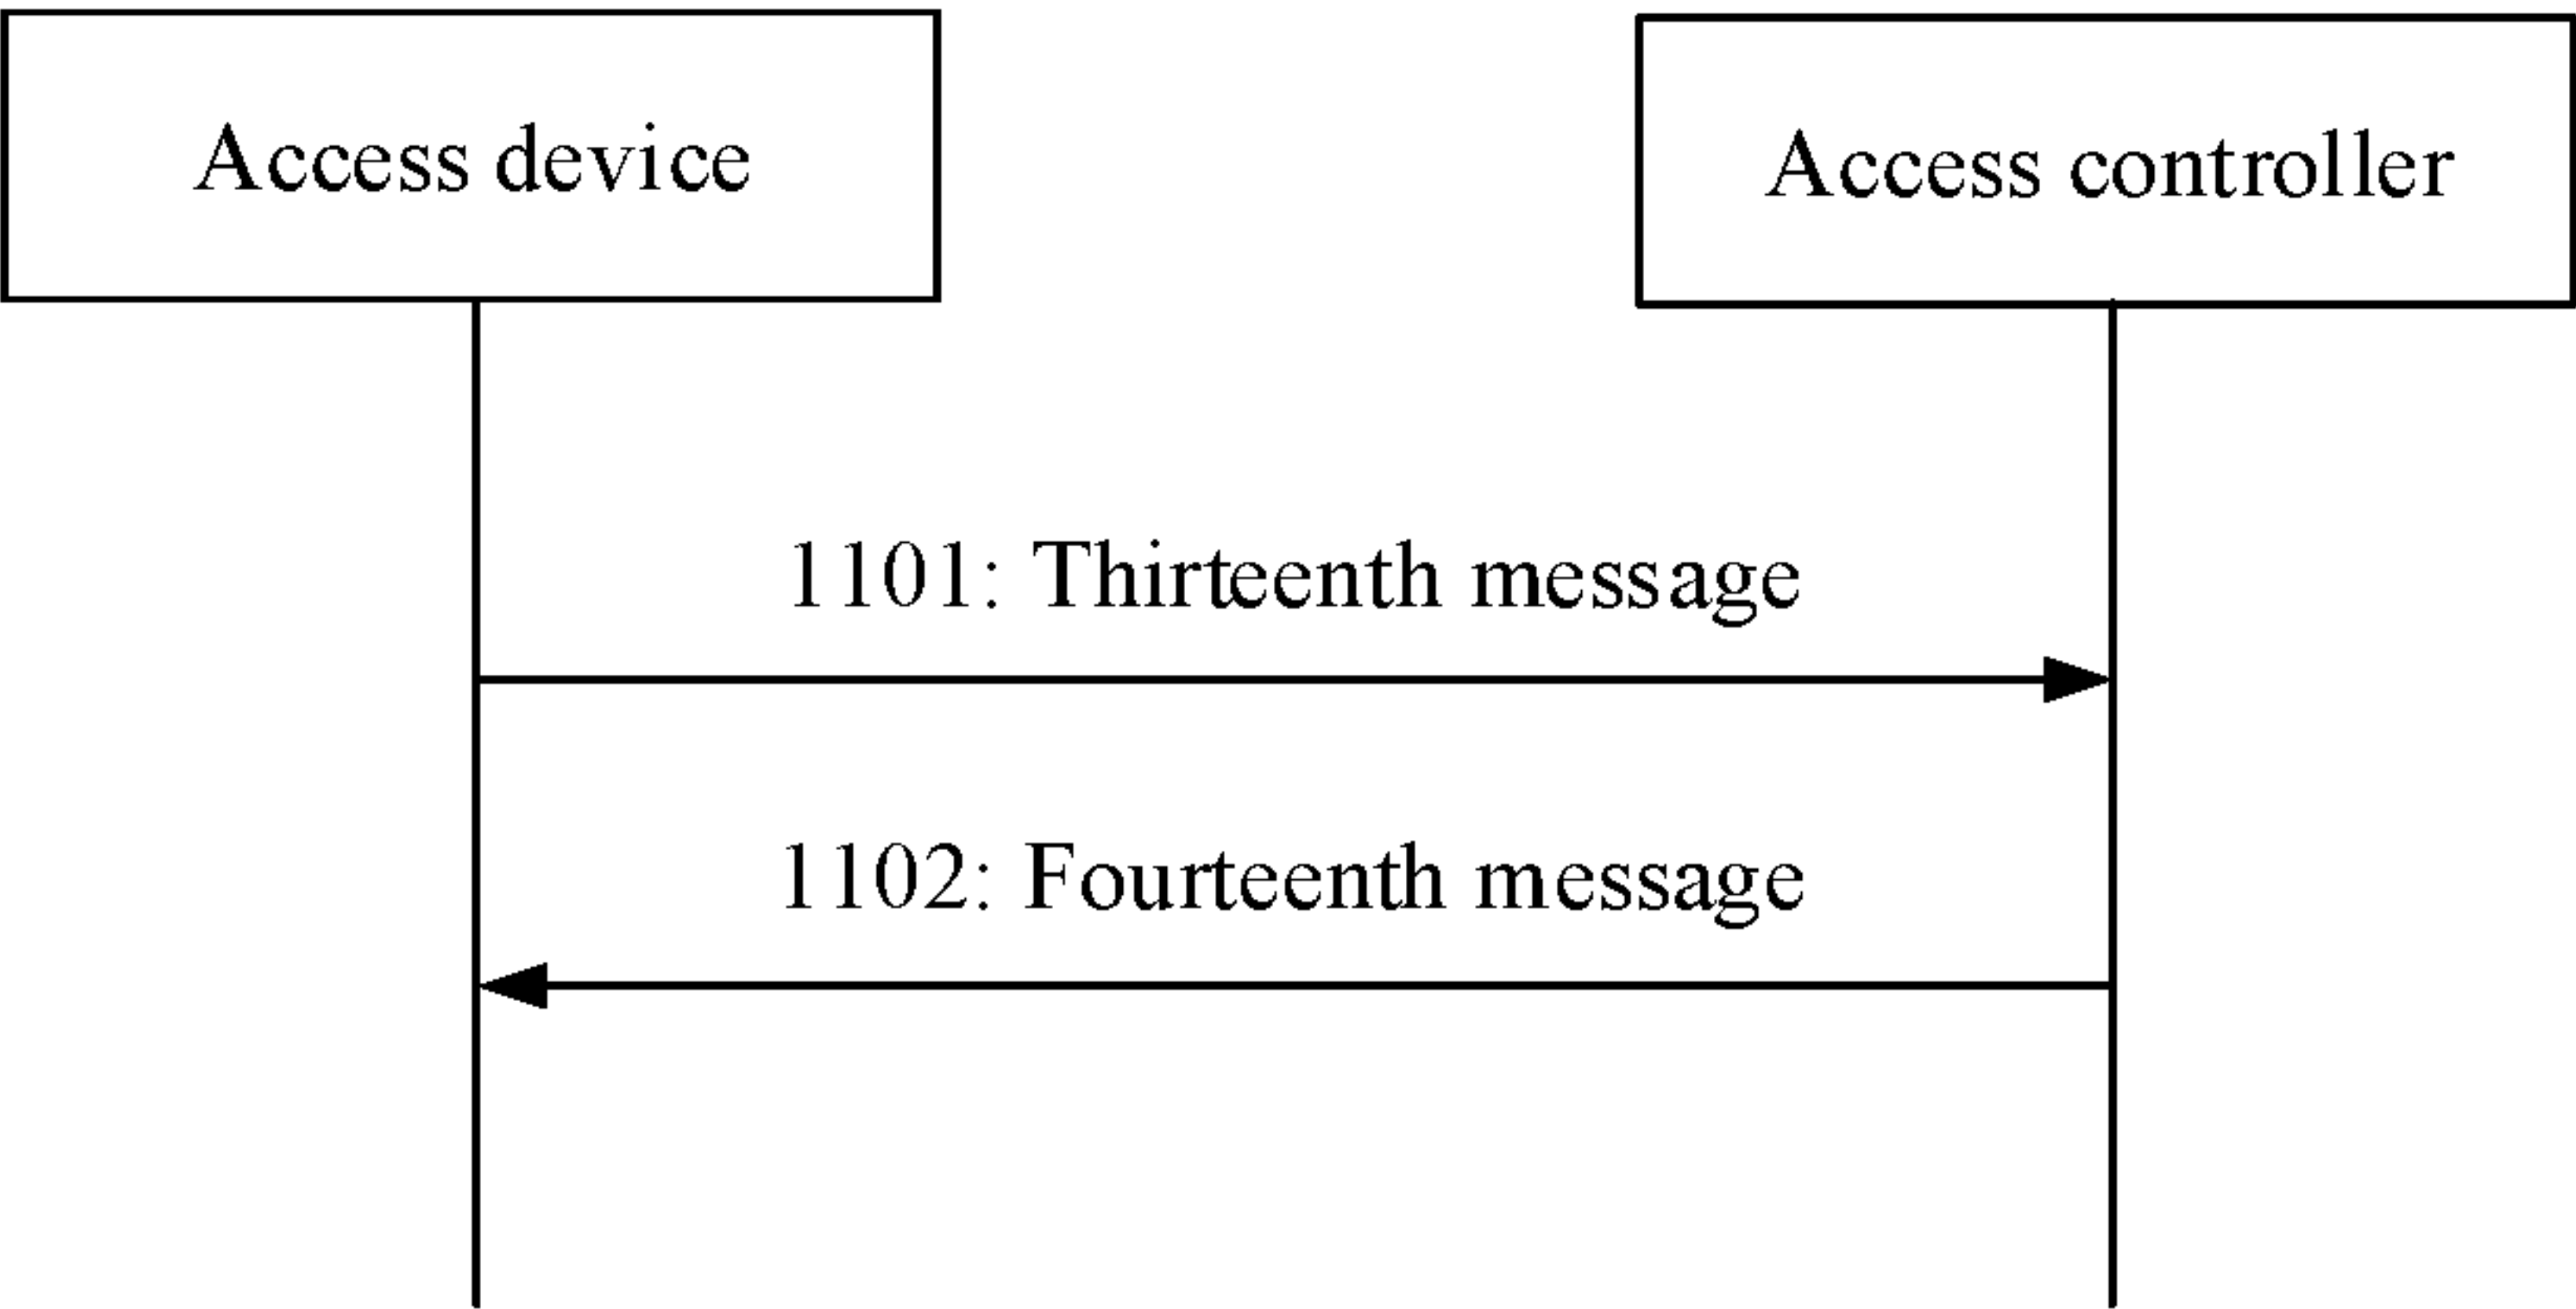 Access device
Access controller
1101: Thirteenth message
1102: Fourteenth message